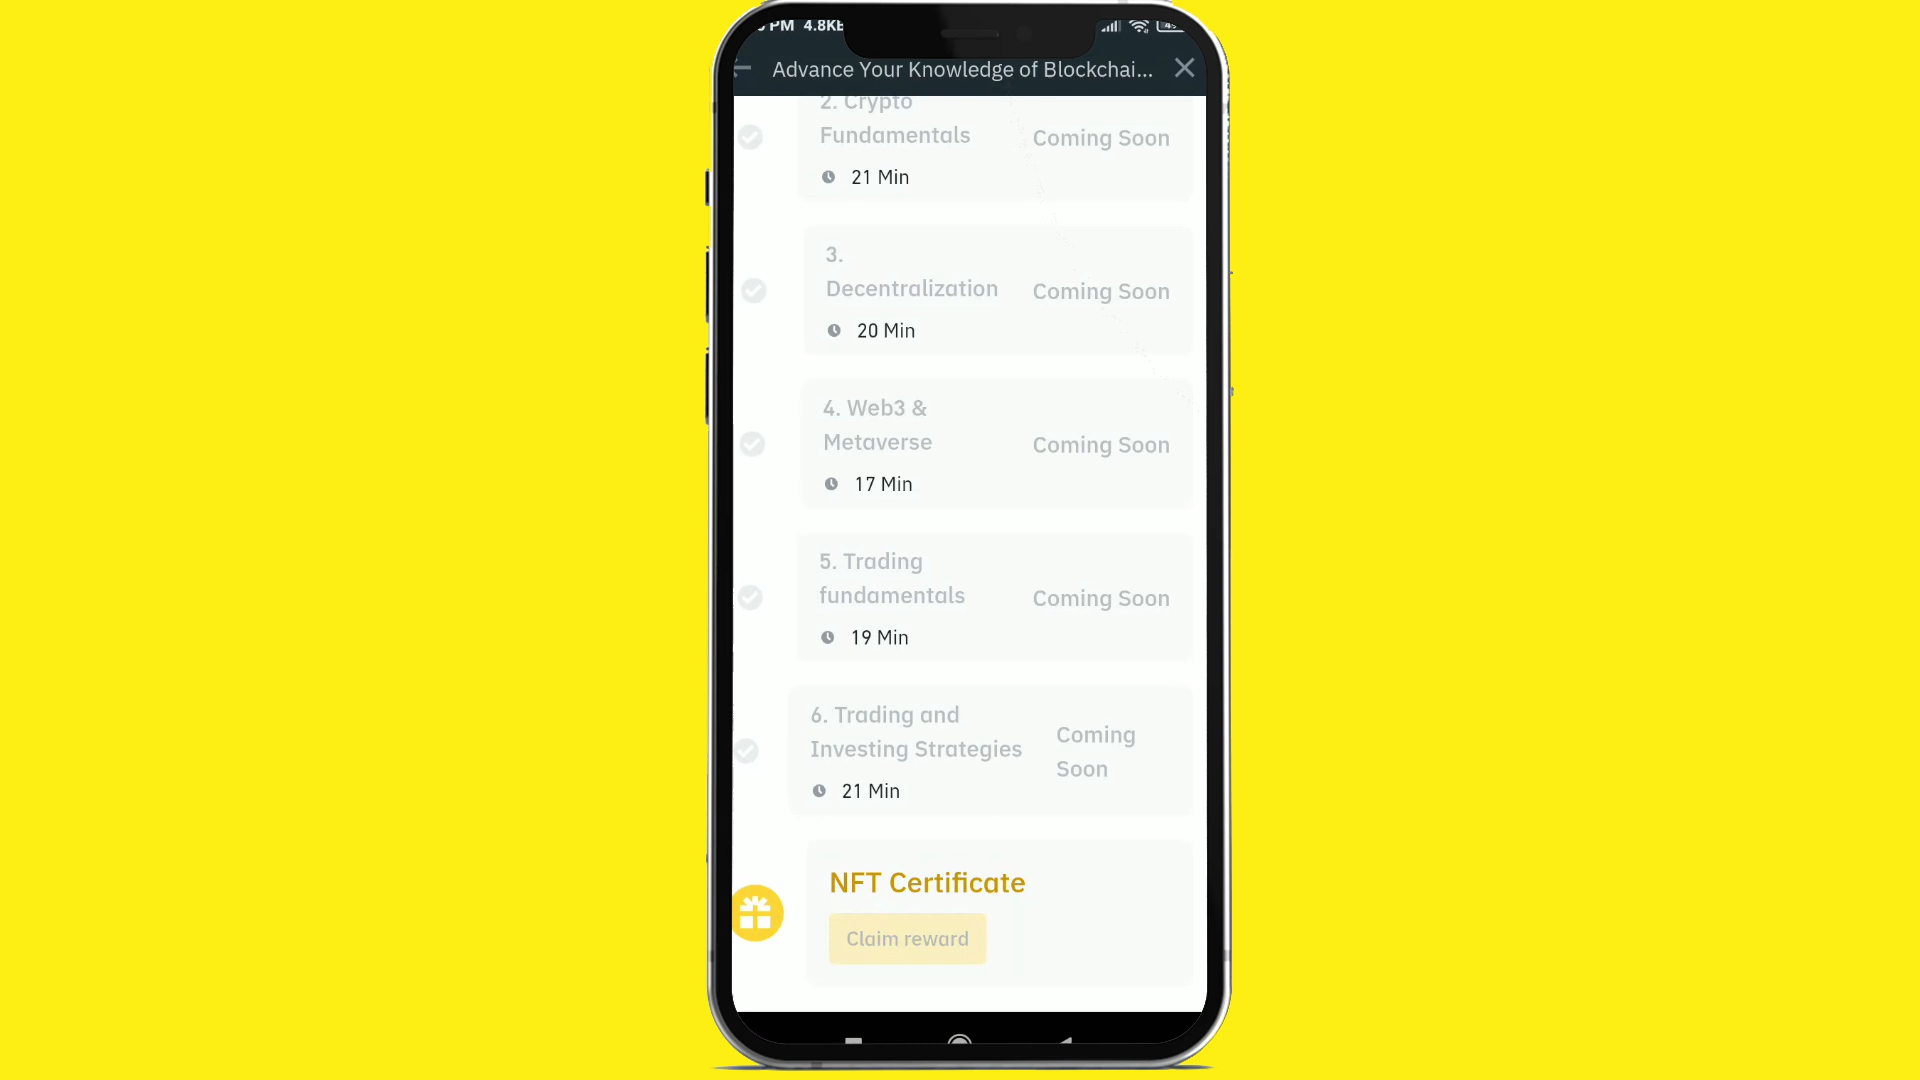 PM 4.8KB
Advance Your Knowledge of Blockchai...
2. Crypto
Fundamentals
Coming Soon
21 Min
3.
Decentralization
Coming Soon
20 Min
4. Web3 &
Metaverse
Coming Soon
17 Min
5. Trading
fundamentals
Coming Soon
19 Min
6. Trading and
Investing Strategies
Coming
Soon
21 Min
NFT Certificate
Claim reward